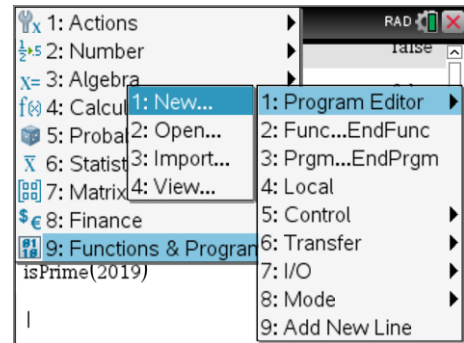 1: Actions
RAD
2: Number
false
3: Algebra
4: Calcul
1: New...
1: Program Editor
5: Proba
2: Open...
2: Func...EndFunc
6: Statist
3: Import...
3: Prgm...EndPrgm
7: Matrix
4: View...
4: Local
8: Finance
5: Control
9: Functions & Program
6: Transfer
isPrime(2019)
7: I/O
8: Mode
9: Add New Line